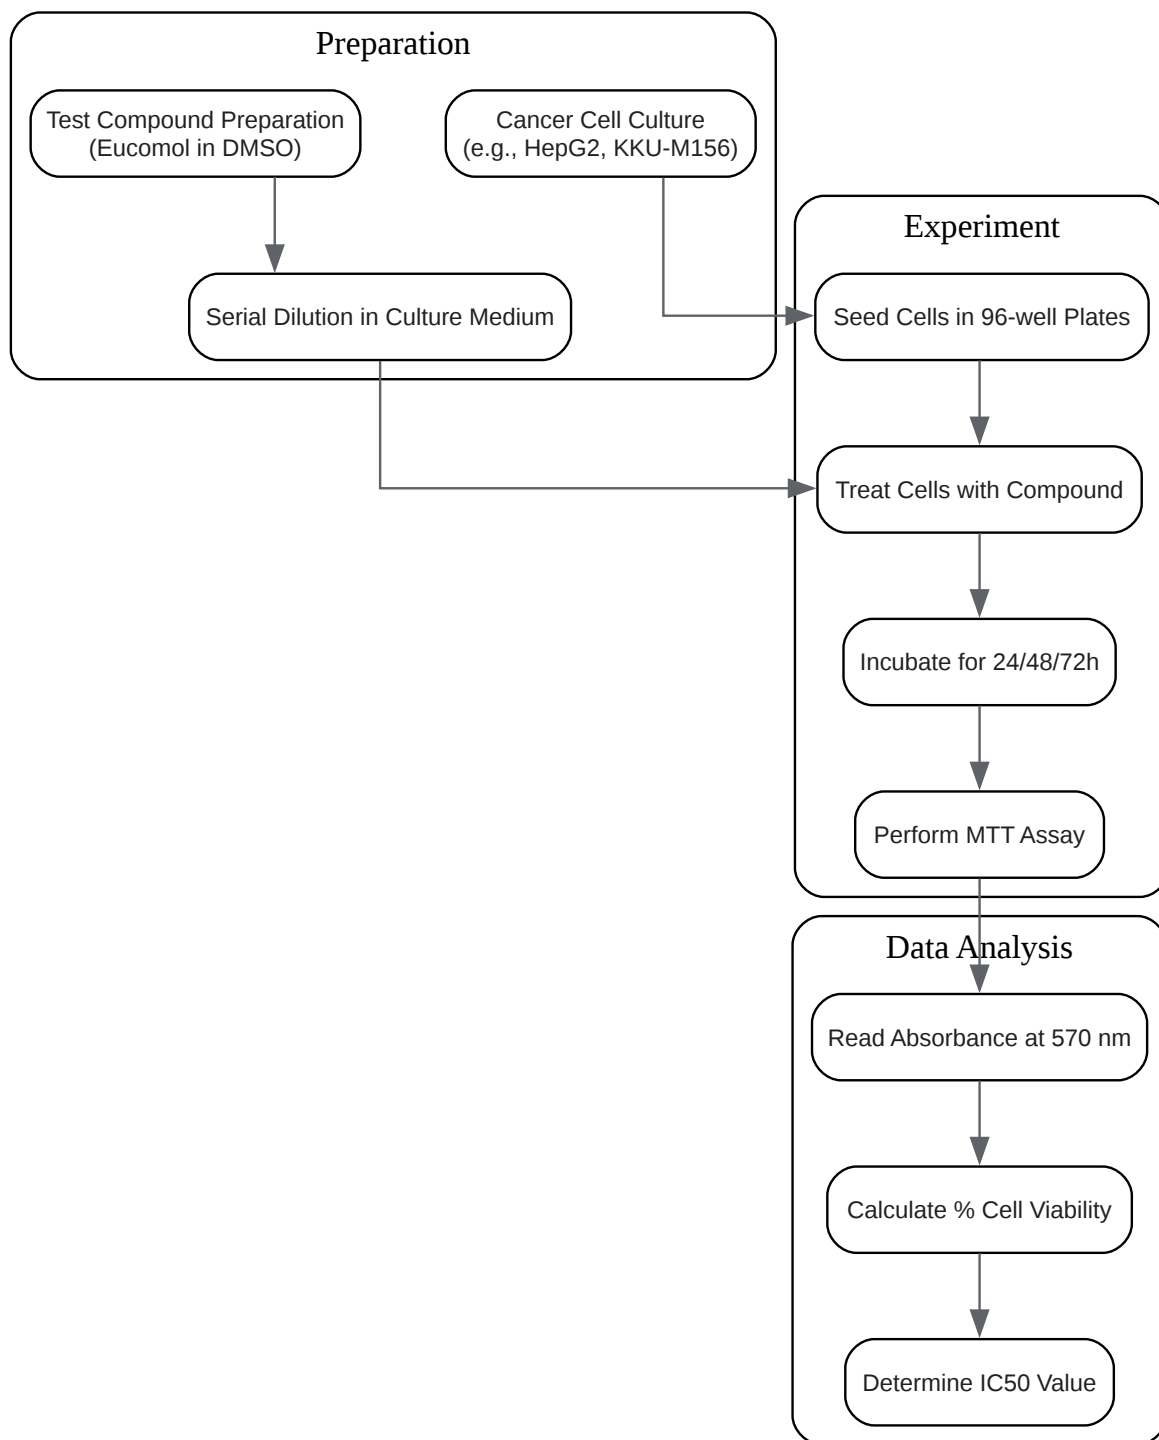 Preparation
Test Compound Preparation
(Eucomol in DMSO)
Cancer Cell Culture
(e.g., HepG2, KKU-M156)
Serial Dilution in Culture Medium
Experiment
Seed Cells in 96-well Plates
Treat Cells with Compound
Incubate for 24/48/72h
Perform MTT Assay
Data Analysis
Read Absorbance at 570 nm
Calculate % Cell Viability
Determine IC50 Value